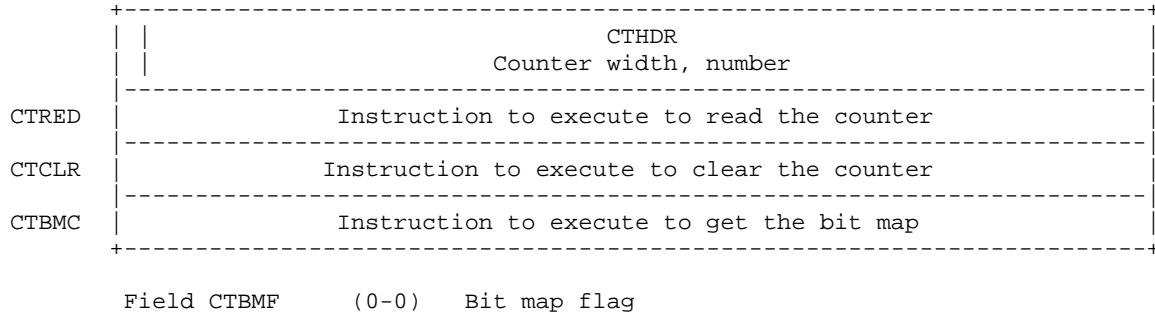 CTHDR
Counter width, number
CTRED Instruction to execute to read the counter
CTCLR Instruction to execute to clear the counter
CTBMC Instruction to execute to get the bit map
Field CTBMF (0-0) Bit map flag